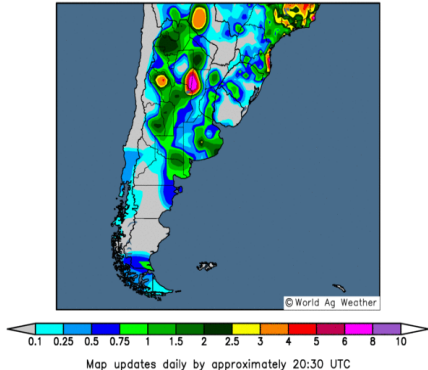 © World Ag Weather
0.1 0.25 0.5 0.75 1 1.5 2 2.5 3 4 5 6 8 10
Map updates daily by approximately 20:30 UTC